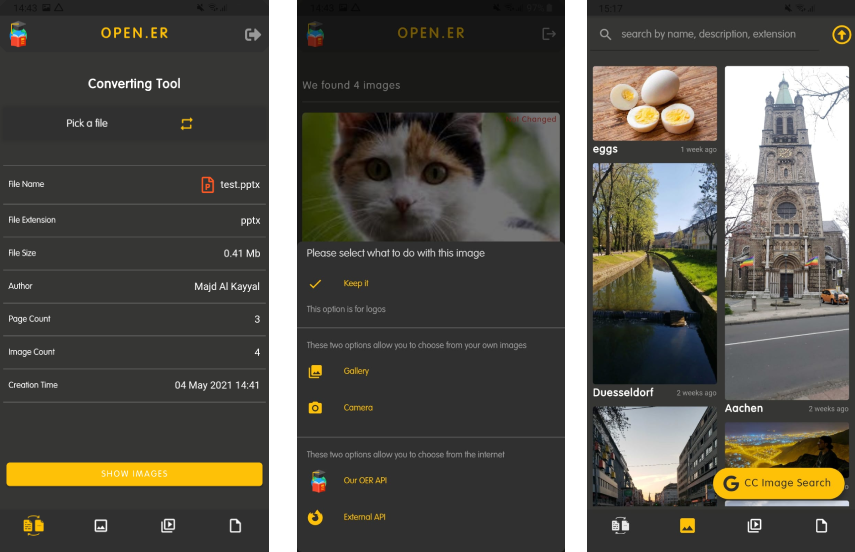 14:43
OPEN.ER
Converting Tool
Pick a file
File Name
test.pptx
File Extension
pptx
File Size
0.41 Mb
Author
Majd Al Kayyal
Page Count
3
Image Count
4
Creation Time
04 May 2021 14:41
SHOW IMAGES
OPEN.ER
We found 4 images
Changed
Please select what to do with this image
Keep it
This option is for logos
These two options allow you to choose from your own images
Gallery
Camera
These two options allow you to choose from the internet
Our OER API
External API
15:17
search by name, description, extension
eggs
1 week ago
Duesseldorf
2 weeks ago
Aachen
2 weeks ago
CC Image Search